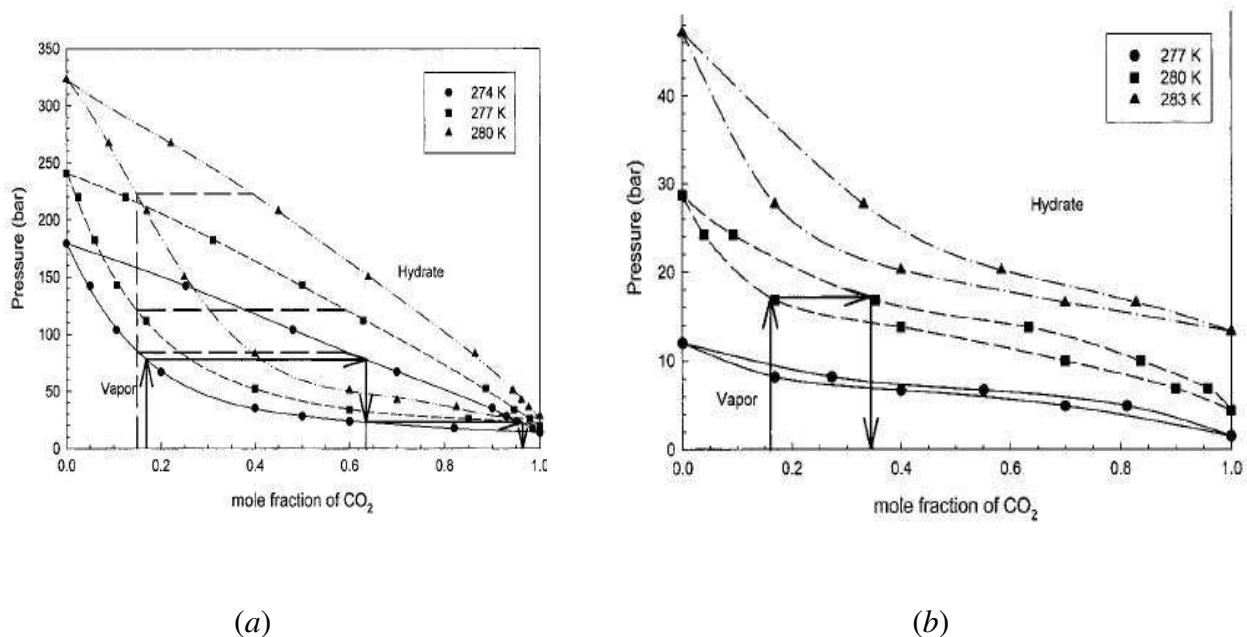 350
300
250
200
150
100
50
0
Pressure (bar)
274 K
277 K
280 K
Hydrate
Vapor
0.0 0.2 0.4 0.6 0.8 1.0
mole fraction of CO₂
(a)
40
30
20
10
0
Pressure (bar)
277 K
280 K
283 K
Hydrate
Vapor
0.0 0.2 0.4 0.6 0.8 1.0
mole fraction of CO₂
(b)